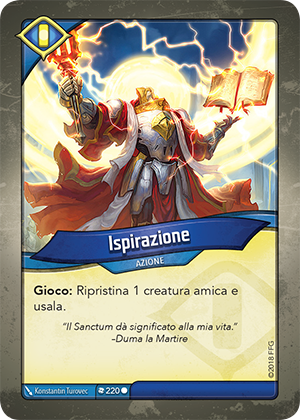 Ispirazione
AZIONE
Gioco: Ripristina 1 creatura amica e
usala.
"Il Sanctum dà significato alla mia vita."
–Duma la Martire
Konstantin Turovec
220
©2018 FFG